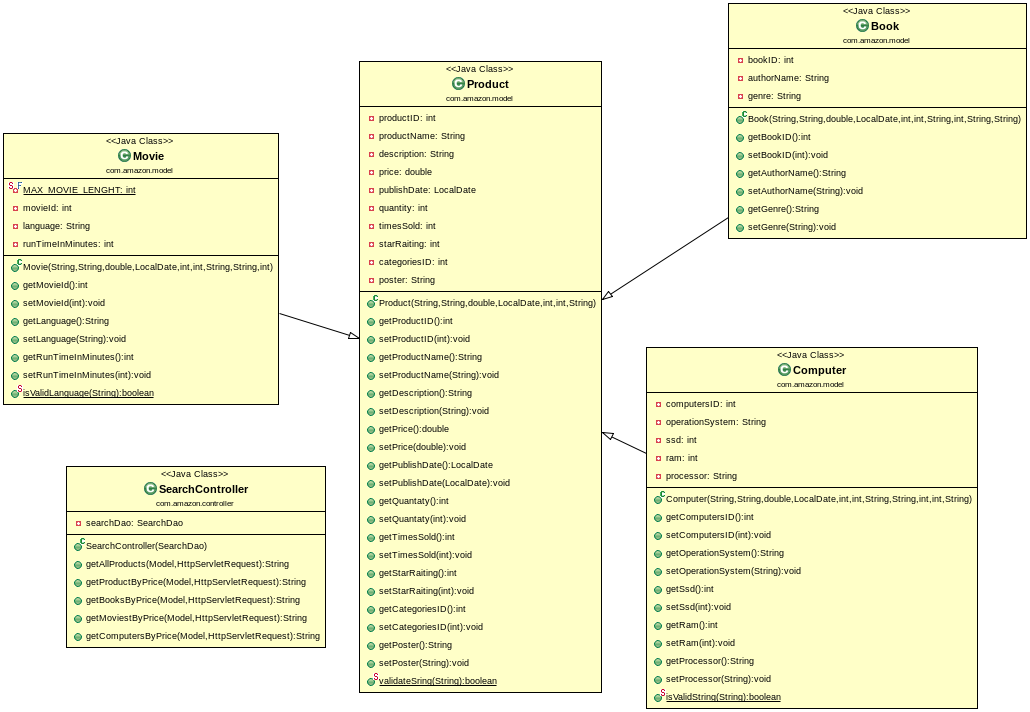 <<Java Class>>
Movie
com.amazon.model
MAX_MOVIE_LENGHT: int
movieId: int
language: String
runTimeInMinutes: int
Movie(String,String,double,LocalDate,int,int,String,String,int)
getMovieId():int
setMovieId(int):void
getLanguage():String
setLanguage(String):void
getRunTimeInMinutes():int
setRunTimeInMinutes(int):void
isValidLanguage(String):boolean
<<Java Class>>
SearchController
com.amazon.controller
searchDao: SearchDao
SearchController(SearchDao)
getAllProducts(Model,HttpServletRequest):String
getProductByPrice(Model,HttpServletRequest):String
getBooksByPrice(Model,HttpServletRequest):String
getMoviestByPrice(Model,HttpServletRequest):String
getComputersByPrice(Model,HttpServletRequest):String
<<Java Class>>
Product
com.amazon.model
productID: int
productName: String
description: String
price: double
publishDate: LocalDate
quantity: int
timesSold: int
starRaiting: int
categoriesID: int
poster: String
Product(String,String,double,LocalDate,int,int,String)
getProductID():int
setProductID(int):void
getProductName():String
setProductName(String):void
getDescription():String
setDescription(String):void
getPrice():double
setPrice(double):void
getPublishDate():LocalDate
setPublishDate(LocalDate):void
getQuantaty():int
setQuantaty(int):void
getTimesSold():int
setTimesSold(int):void
getStarRaiting():int
setStarRaiting(int):void
getCategoriesID():int
setCategoriesID(int):void
getPoster():String
setPoster(String):void
validateSring(String):boolean
<<Java Class>>
Book
com.amazon.model
bookID: int
authorName: String
genre: String
Book(String,String,double,LocalDate,int,int,String,int,String,String)
getBookID():int
setBookID(int):void
getAuthorName():String
setAuthorName(String):void
getGenre():String
setGenre(String):void
<<Java Class>>
Computer
com.amazon.model
computersID: int
operationSystem: String
ssd: int
ram: int
processor: String
Computer(String,String,double,LocalDate,int,int,String,String,int,int,String)
getComputersID():int
setComputersID(int):void
getOperationSystem():String
setOperationSystem(String):void
getSsd():int
setSsd(int):void
getRam():int
setRam(int):void
getProcessor():String
setProcessor(String):void
isValidString(String):boolean